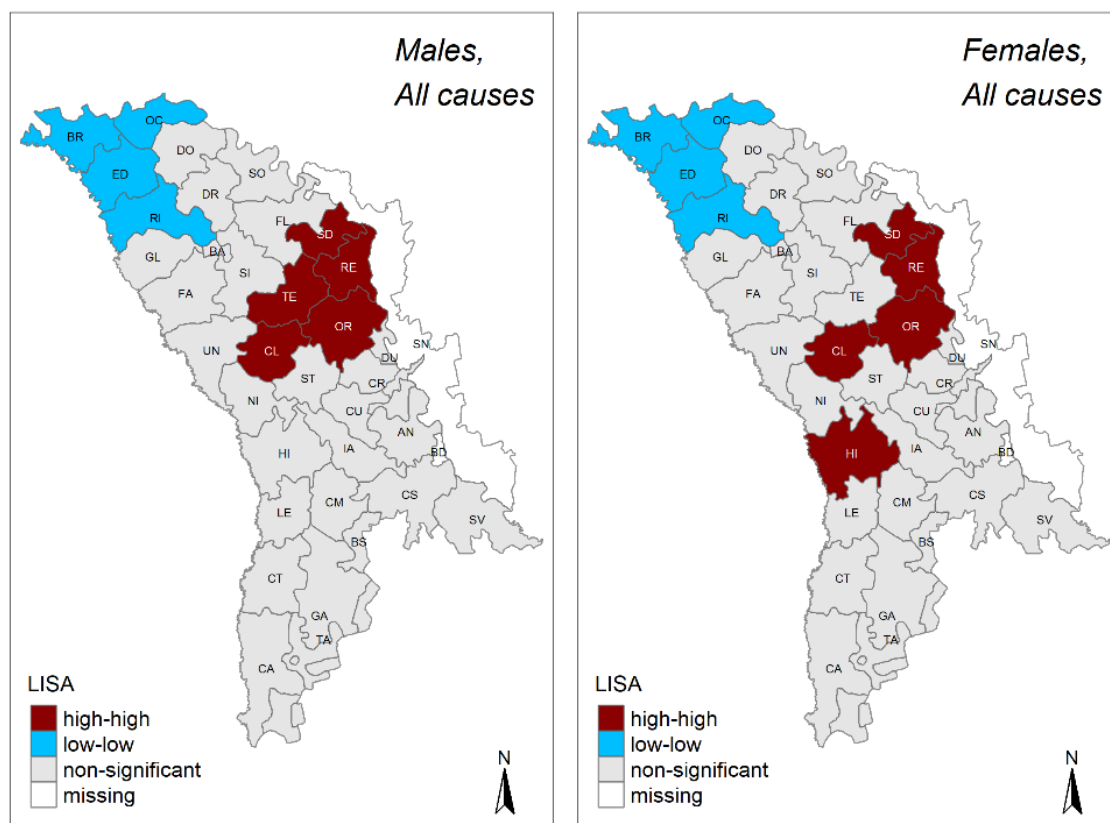 Males,
All causes
BR
OC
ED
DO
SO
RI
DR
FL
SD
BA
GL
SI
RE
FA
TE
OR
UN
CL
SN
DU
ST
CR
NI
CU
AN
HI
IA
BD
CM
CS
LE
SV
BS
CT
GA
TA
CA
LISA
high-high
low-low
non-significant
missing
N
Females,
All causes
BR
OC
ED
DO
SO
RI
DR
FL
SD
BA
GL
SI
RE
FA
TE
OR
UN
CL
SN
DU
ST
CR
NI
CU
AN
HI
IA
BD
CM
CS
LE
SV
BS
CT
GA
TA
CA
LISA
high-high
low-low
non-significant
missing
N